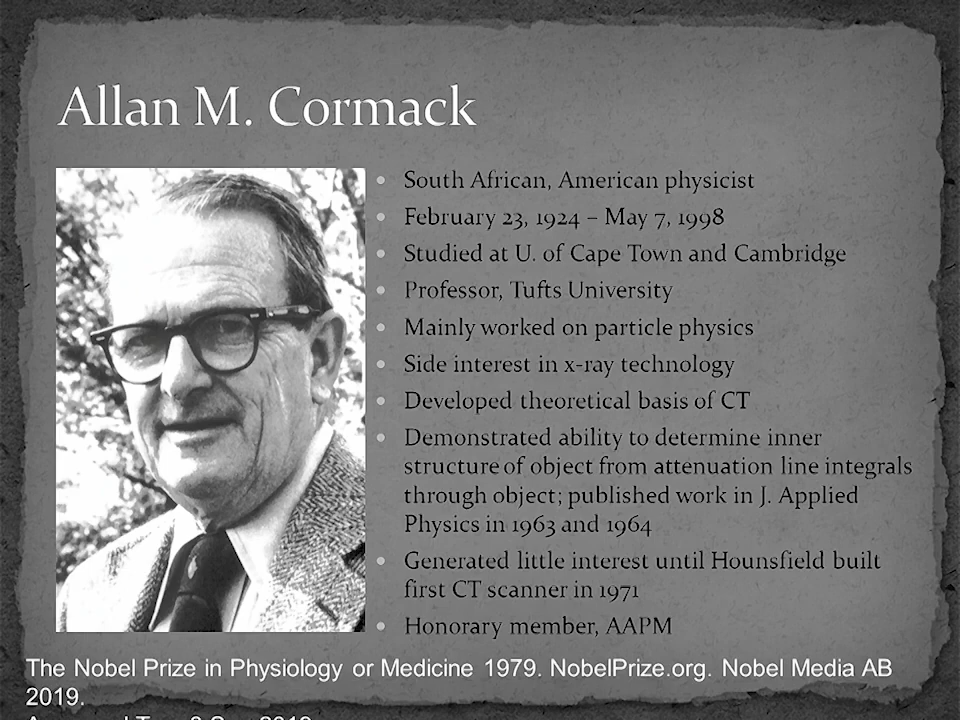 Allan M. Cormack
• South African, American physicist
• February 23, 1924 – May 7, 1998
• Studied at U. of Cape Town and Cambridge
• Professor, Tufts University
• Mainly worked on particle physics
• Side interest in x-ray technology
• Developed theoretical basis of CT
• Demonstrated ability to determine inner
structure of object from attenuation line integrals
through object; published work in J. Applied
Physics in 1963 and 1964
• Generated little interest until Hounsfield built
first CT scanner in 1971
• Honorary member, AAPM
The Nobel Prize in Physiology or Medicine 1979. NobelPrize.org. Nobel Media AB
2019.